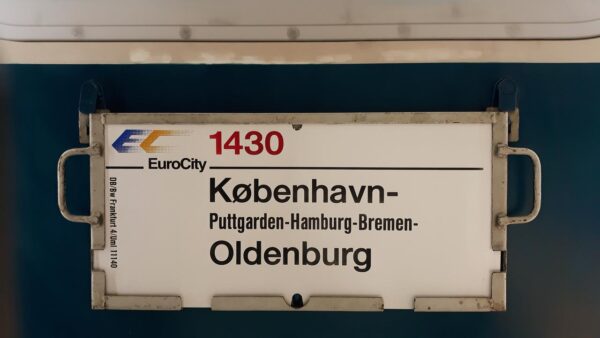 EC
EuroCity
1430
København-
Puttgarden-Hamburg-Bremen-
Oldenburg